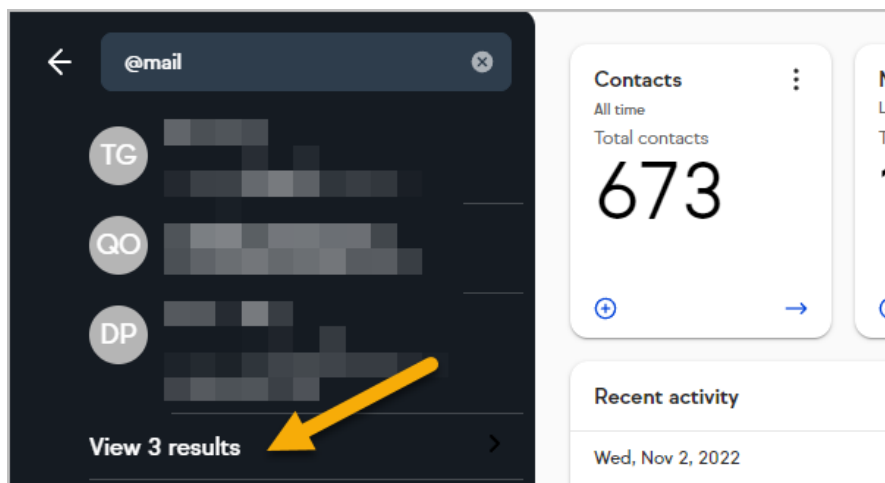 @mail
TG
QO
DP
View 3 results
Contacts
All time
Total contacts
673
Recent activity
Wed, Nov 2, 2022